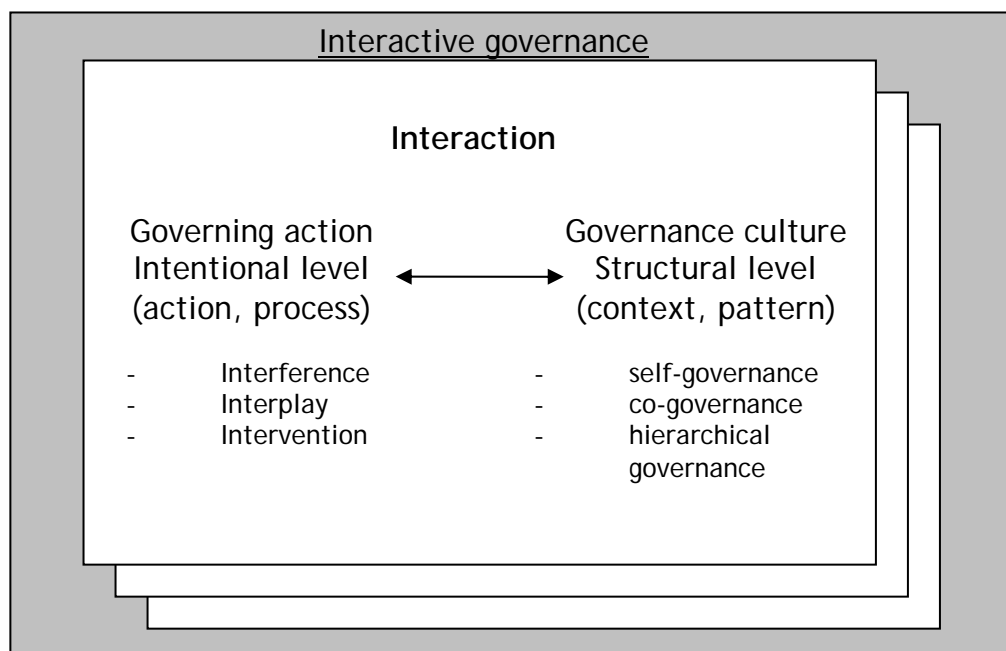 Interactive governance
Interaction
Governing action
Intentional level
(action, process)
Governance culture
Structural level
(context, pattern)
- Interference
- Interplay
- Intervention
- self-governance
- co-governance
- hierarchical
governance